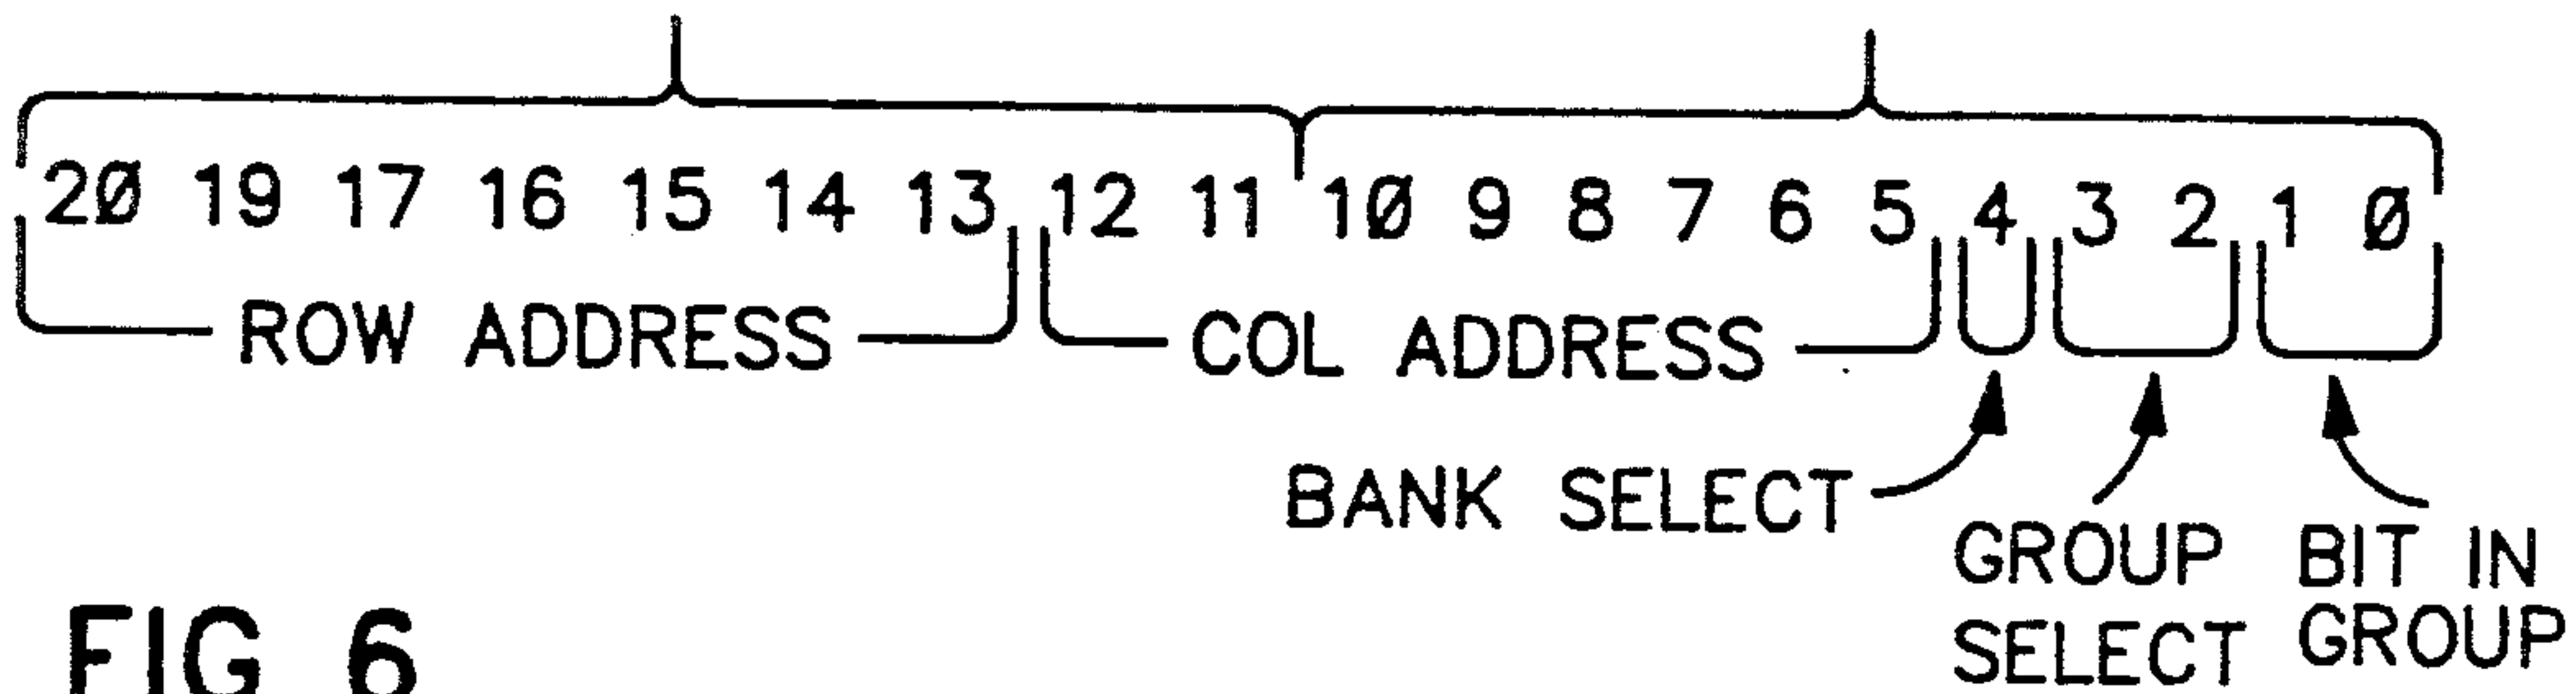 20 19 17 16 15 14 13 12 11 10 9 8 7 6 5 4 3 2 1 0
ROW ADDRESS COL ADDRESS
BANK SELECT
GROUP SELECT
BIT IN GROUP
FIG 6